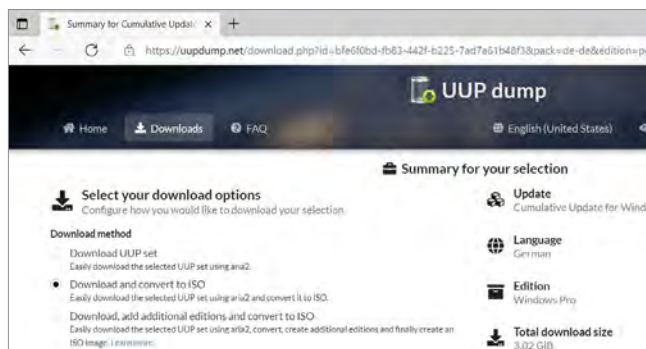 Summary for Cumulative Updat
https://uupdump.net/download.php?id=bfe6f0bd-fb83-442f-b225-7ad7a61b48f3&pack=de-de&edition=p
UUP dump
Home Downloads FAQ English (United States)
Summary for your selection
Select your download options
Configure how you would like to download your selection.
Download method
Download UUP set
Easily download the selected UUP set using aria2.
Download and convert to ISO
Easily download the selected UUP set using aria2 and convert it to ISO.
Download, add additional editions and convert to ISO
Easily download the selected UUP set using aria2, convert, create additional editions and finally create an
ISO image. Learn more.
Update
Cumulative Update for Wind
Language
German
Edition
Windows Pro
Total download size
3.02 GiB